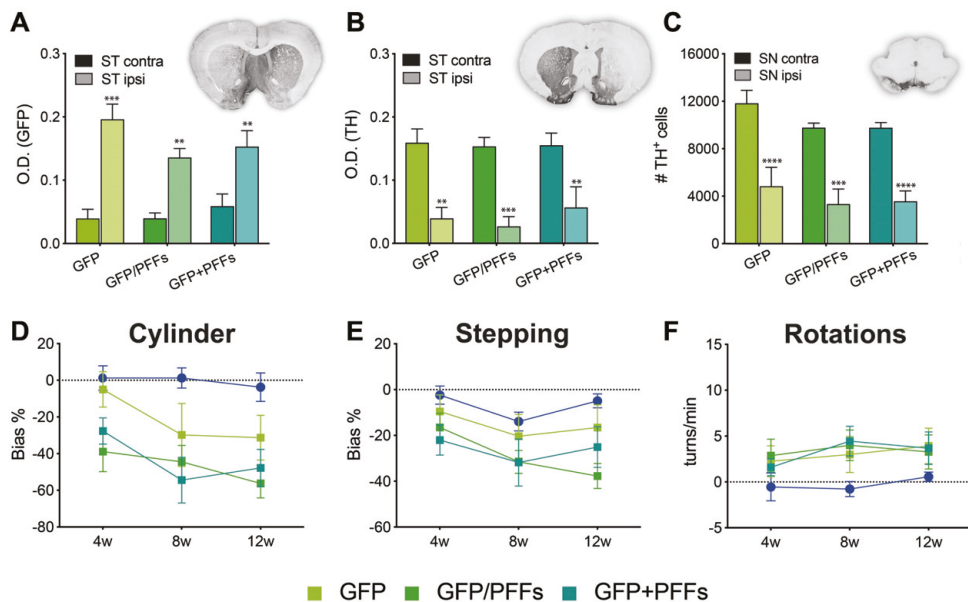 A
ST contra
ST ipsi
O.D. (GFP)
0.3
0.2
0.1
0.0
***
**
**
GFP
GFP/PFFs
GFP+PFFs
B
ST contra
ST ipsi
O.D. (TH)
0.3
0.2
0.1
0.0
**
***
**
GFP
GFP/PFFs
GFP+PFFs
C
SN contra
SN ipsi
# TH+ cells
16000
12000
8000
4000
0
****
***
****
GFP
GFP/PFFs
GFP+PFFs
D
Cylinder
Bias %
20
0
-20
-40
-60
-80
4w
8w
12w
E
Stepping
Bias %
20
0
-20
-40
-60
4w
8w
12w
F
Rotations
turns/min
15
10
5
0
-5
4w
8w
12w
GFP
GFP/PFFs
GFP+PFFs